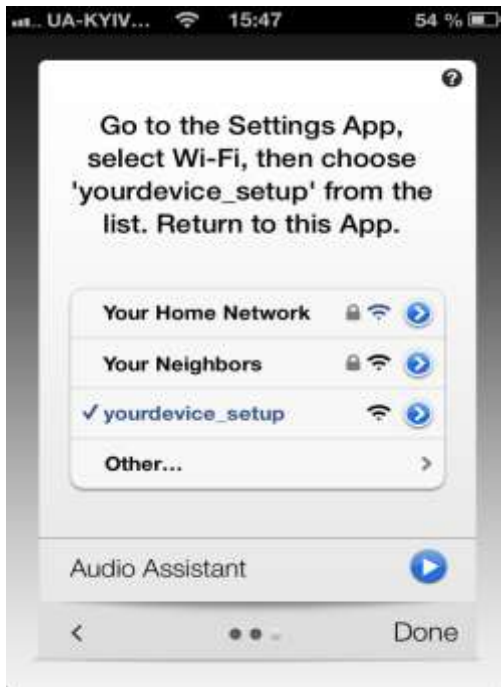 UA-KYIV... 15:47 54 %
?
Go to the Settings App,
select Wi-Fi, then choose
'yourdevice_setup' from the
list. Return to this App.
Your Home Network
Your Neighbors
✓ yourdevice_setup
Other... >
Audio Assistant
< Done